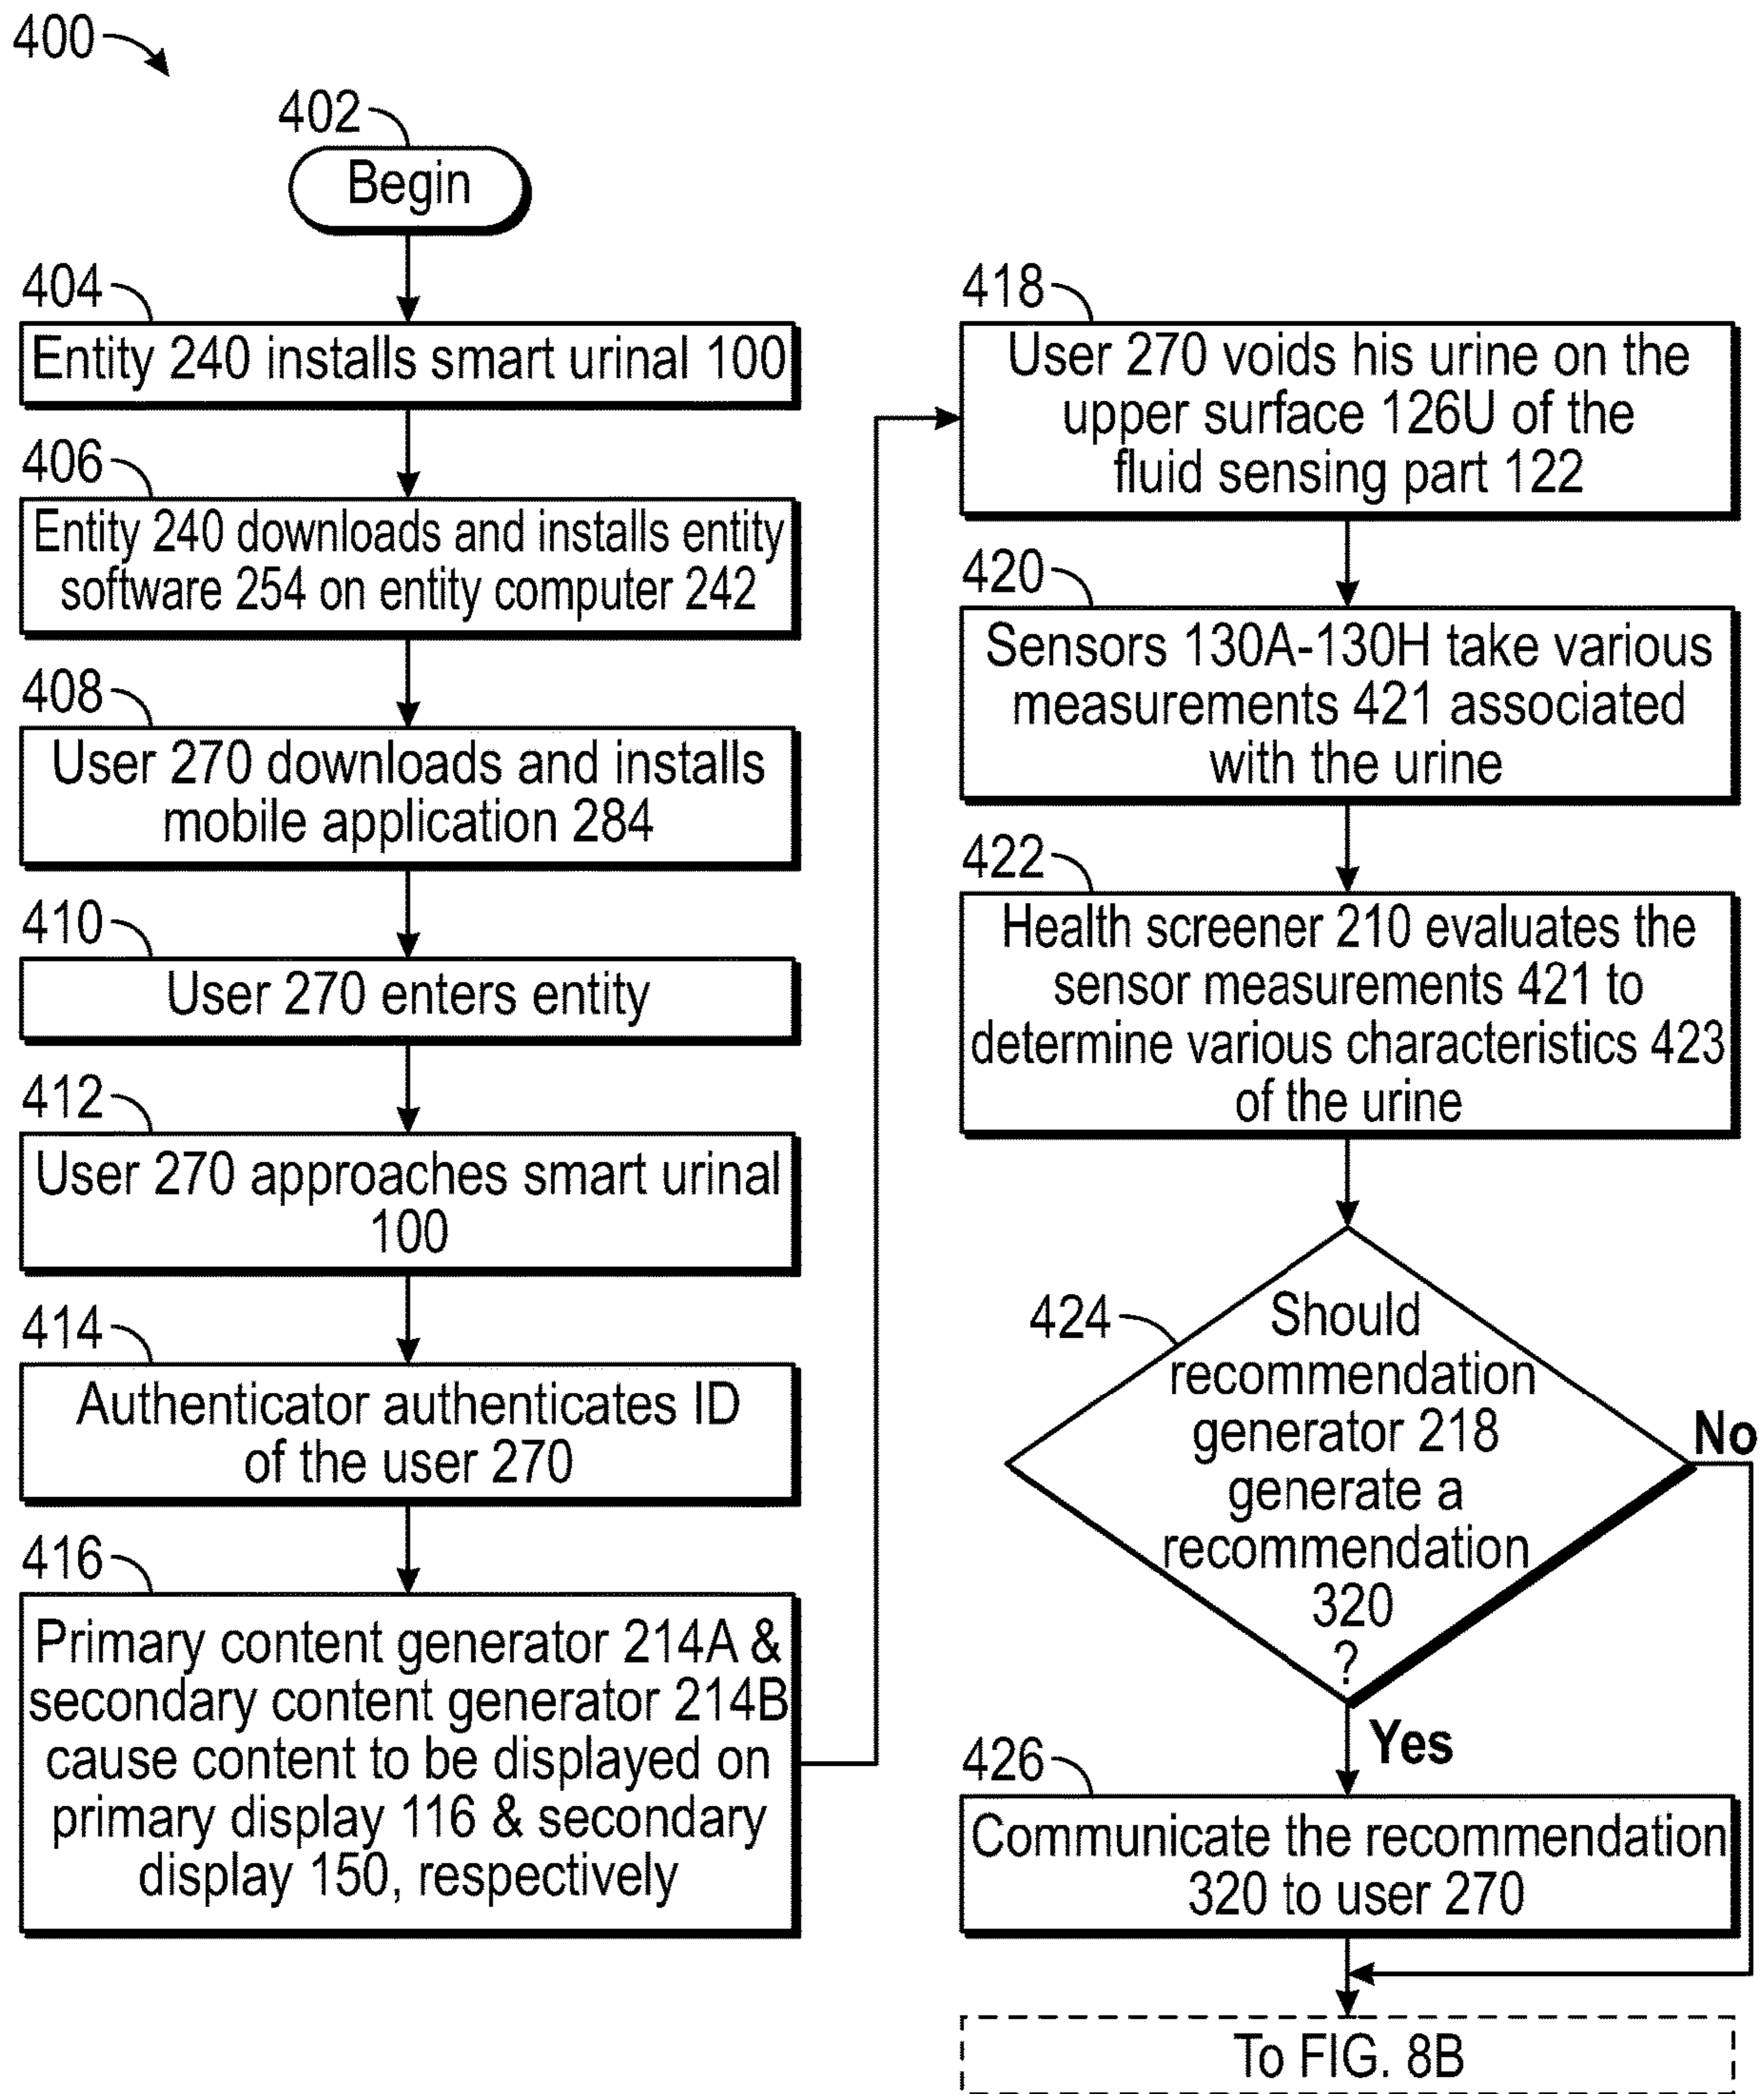 400
402
Begin
404
Entity 240 installs smart urinal 100
406
Entity 240 downloads and installs entity
software 254 on entity computer 242
408
User 270 downloads and installs
mobile application 284
410
User 270 enters entity
412
User 270 approaches smart urinal
100
414
Authenticator authenticates ID
of the user 270
416
Primary content generator 214A &
secondary content generator 214B
cause content to be displayed on
primary display 116 & secondary
display 150, respectively
418
User 270 voids his urine on the
upper surface 126U of the
fluid sensing part 122
420
Sensors 130A-130H take various
measurements 421 associated
with the urine
422
Health screener 210 evaluates the
sensor measurements 421 to
determine various characteristics 423
of the urine
424
Should
recommendation
generator 218
generate a
recommendation
320
?
No
Yes
426
Communicate the recommendation
320 to user 270
To FIG. 8B